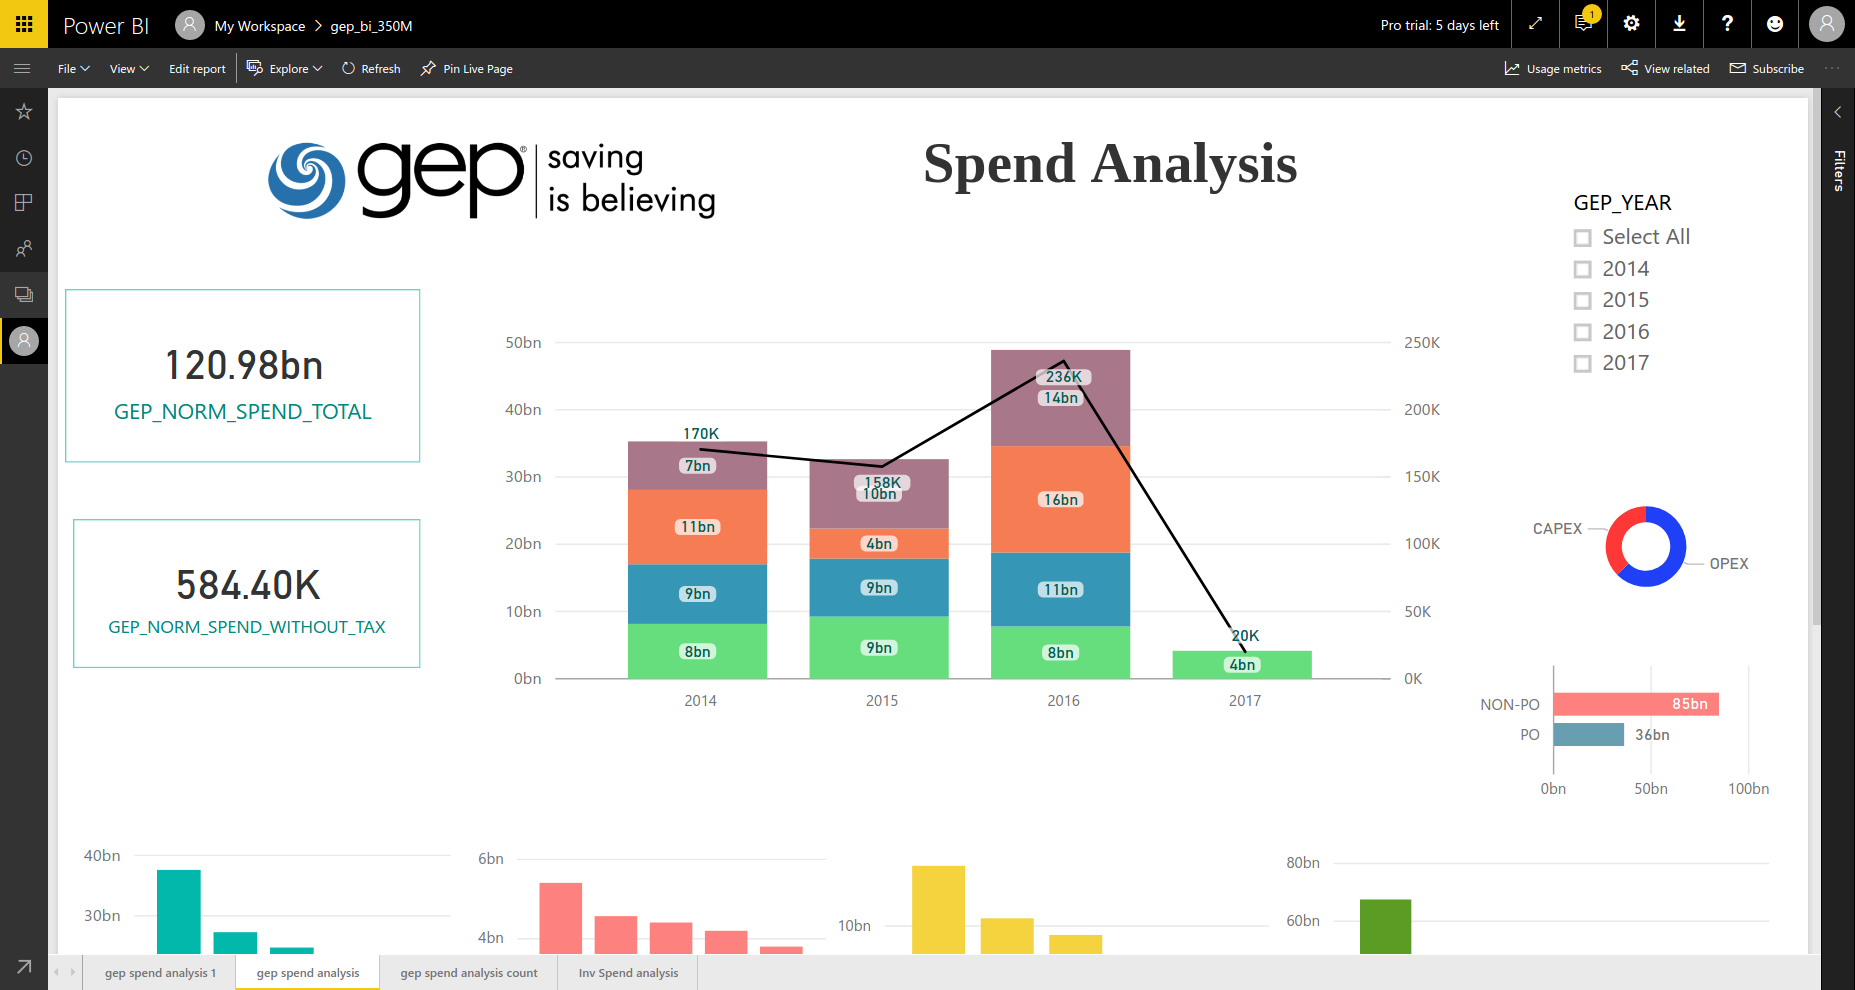 Power BI
My Workspace > gep_bi_350M
Pro trial: 5 days left
1
?
File
View
Edit report
Explore
Refresh
Pin Live Page
Usage metrics
View related
Subscribe
...
Filters
gep®
saving
is believing
Spend Analysis
GEP_YEAR
Select All
2014
2015
2016
2017
120.98bn
GEP_NORM_SPEND_TOTAL
584.40K
GEP_NORM_SPEND_WITHOUT_TAX
50bn
40bn
30bn
20bn
10bn
0bn
250K
200K
150K
100K
50K
0K
170K
7bn
11bn
9bn
8bn
158K
10bn
4bn
9bn
9bn
236K
14bn
16bn
11bn
8bn
20K
4bn
2014
2015
2016
2017
CAPEX
OPEX
NON-PO
85bn
PO
36bn
0bn
50bn
100bn
40bn
30bn
6bn
4bn
10bn
80bn
60bn
gep spend analysis 1
gep spend analysis
gep spend analysis count
Inv Spend analysis